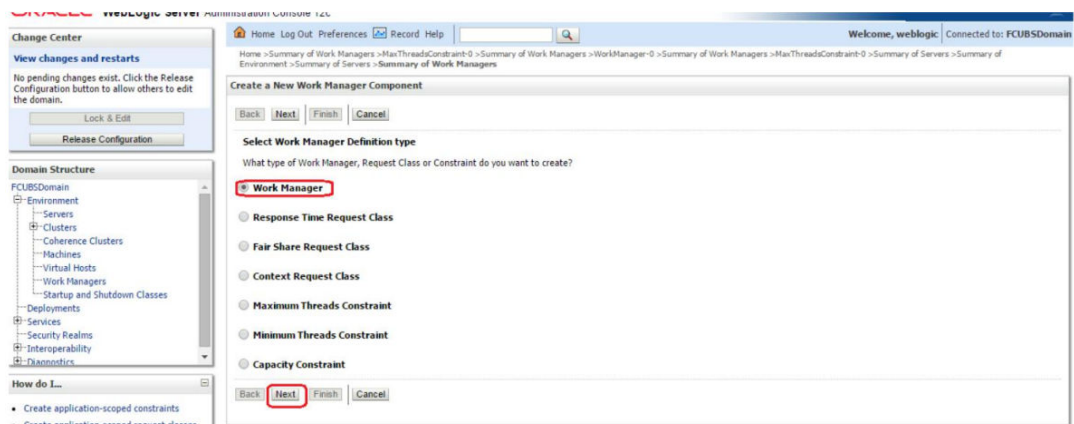 ORACLE WebLogic Server Administration Console 12c
Change Center
View changes and restarts
No pending changes exist. Click the Release
Configuration button to allow others to edit
the domain.
Lock & Edit
Release Configuration
Domain Structure
FCUBSDomain
Environment
Servers
Clusters
Coherence Clusters
Machines
Virtual Hosts
Work Managers
Startup and Shutdown Classes
Deployments
Services
Security Realms
Interoperability
Diagnostics
How do I...
Create application-scoped constraints
Create application-scoped request classes
Home Log Out Preferences Record Help
Welcome, weblogic Connected to: FCUBSDomain
Home >Summary of Work Managers >MaxThreadsConstraint-0 >Summary of Work Managers >WorkManager-0 >Summary of Work Managers >MaxThreadsConstraint-0 >Summary of Servers >Summary of
Environment >Summary of Servers >Summary of Work Managers
Create a New Work Manager Component
Back Next Finish Cancel
Select Work Manager Definition type
What type of Work Manager, Request Class or Constraint do you want to create?
Work Manager
Response Time Request Class
Fair Share Request Class
Context Request Class
Maximum Threads Constraint
Minimum Threads Constraint
Capacity Constraint
Back Next Finish Cancel